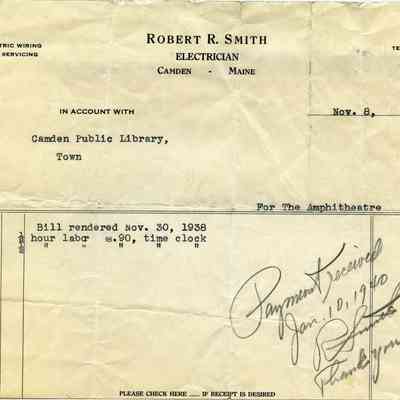 ROBERT R. SMITH
TRIC WIRING
SERVICING
ELECTRICIAN
CAMDEN - MAINE
TE
IN ACCOUNT WITH
Nov. 8,
Camden Public Library,
Town
For The Amphitheatre
Bill rendered Nov. 30, 1938
hour labor @.90, time clock
" " " "
Payment received
Jan. 10, 1940
Thank you
PLEASE CHECK HERE ..... IF RECEIPT IS DESIRED